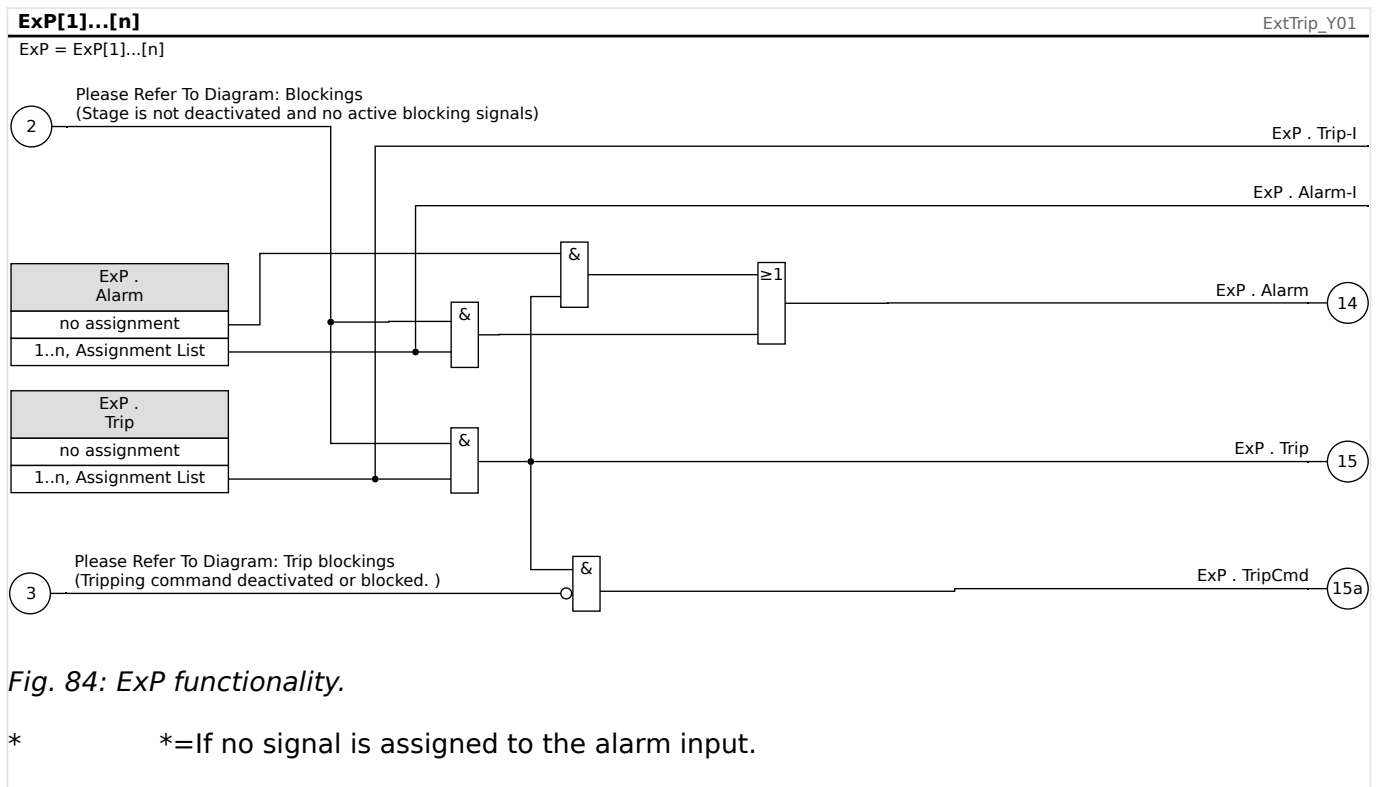 ExP[1]...[n]
ExtTrip_Y01
ExP = ExP[1]...[n]
Please Refer To Diagram: Blockings
(Stage is not deactivated and no active blocking signals)
2
ExP . Trip-I
ExP . Alarm-I
&
ExP .
Alarm
≥1
no assignment
1..n, Assignment List
&
ExP . Alarm
14
ExP .
Trip
no assignment
1..n, Assignment List
&
ExP . Trip
15
Please Refer To Diagram: Trip blockings
(Tripping command deactivated or blocked. )
3
&
ExP . TripCmd
15a
Fig. 84: ExP functionality.
* *=If no signal is assigned to the alarm input.